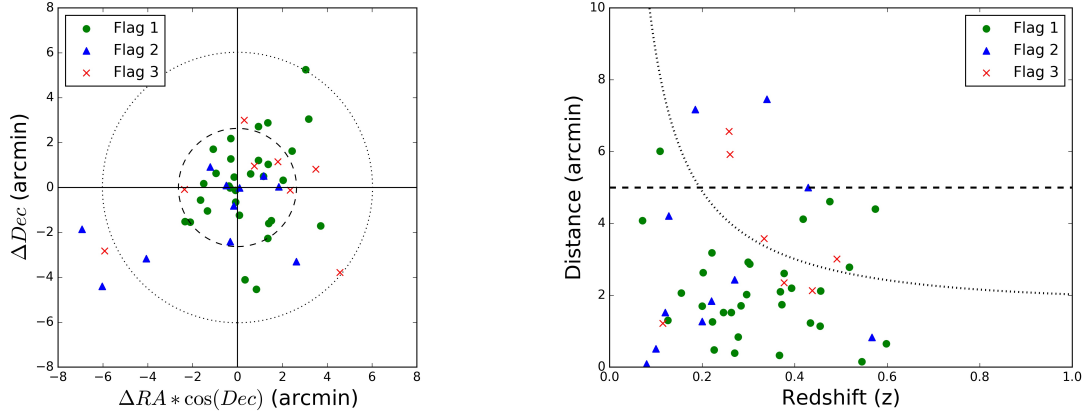 8
6
4
2
0
−2
−4
−6
−8
−8 −6 −4 −2 0 2 4 6 8
ΔDec (arcmin)
ΔRA∗cos(Dec) (arcmin)
Flag 1
Flag 2
Flag 3
10
8
6
4
2
0
0.0 0.2 0.4 0.6 0.8 1.0
Distance (arcmin)
Redshift (z)
Flag 1
Flag 2
Flag 3